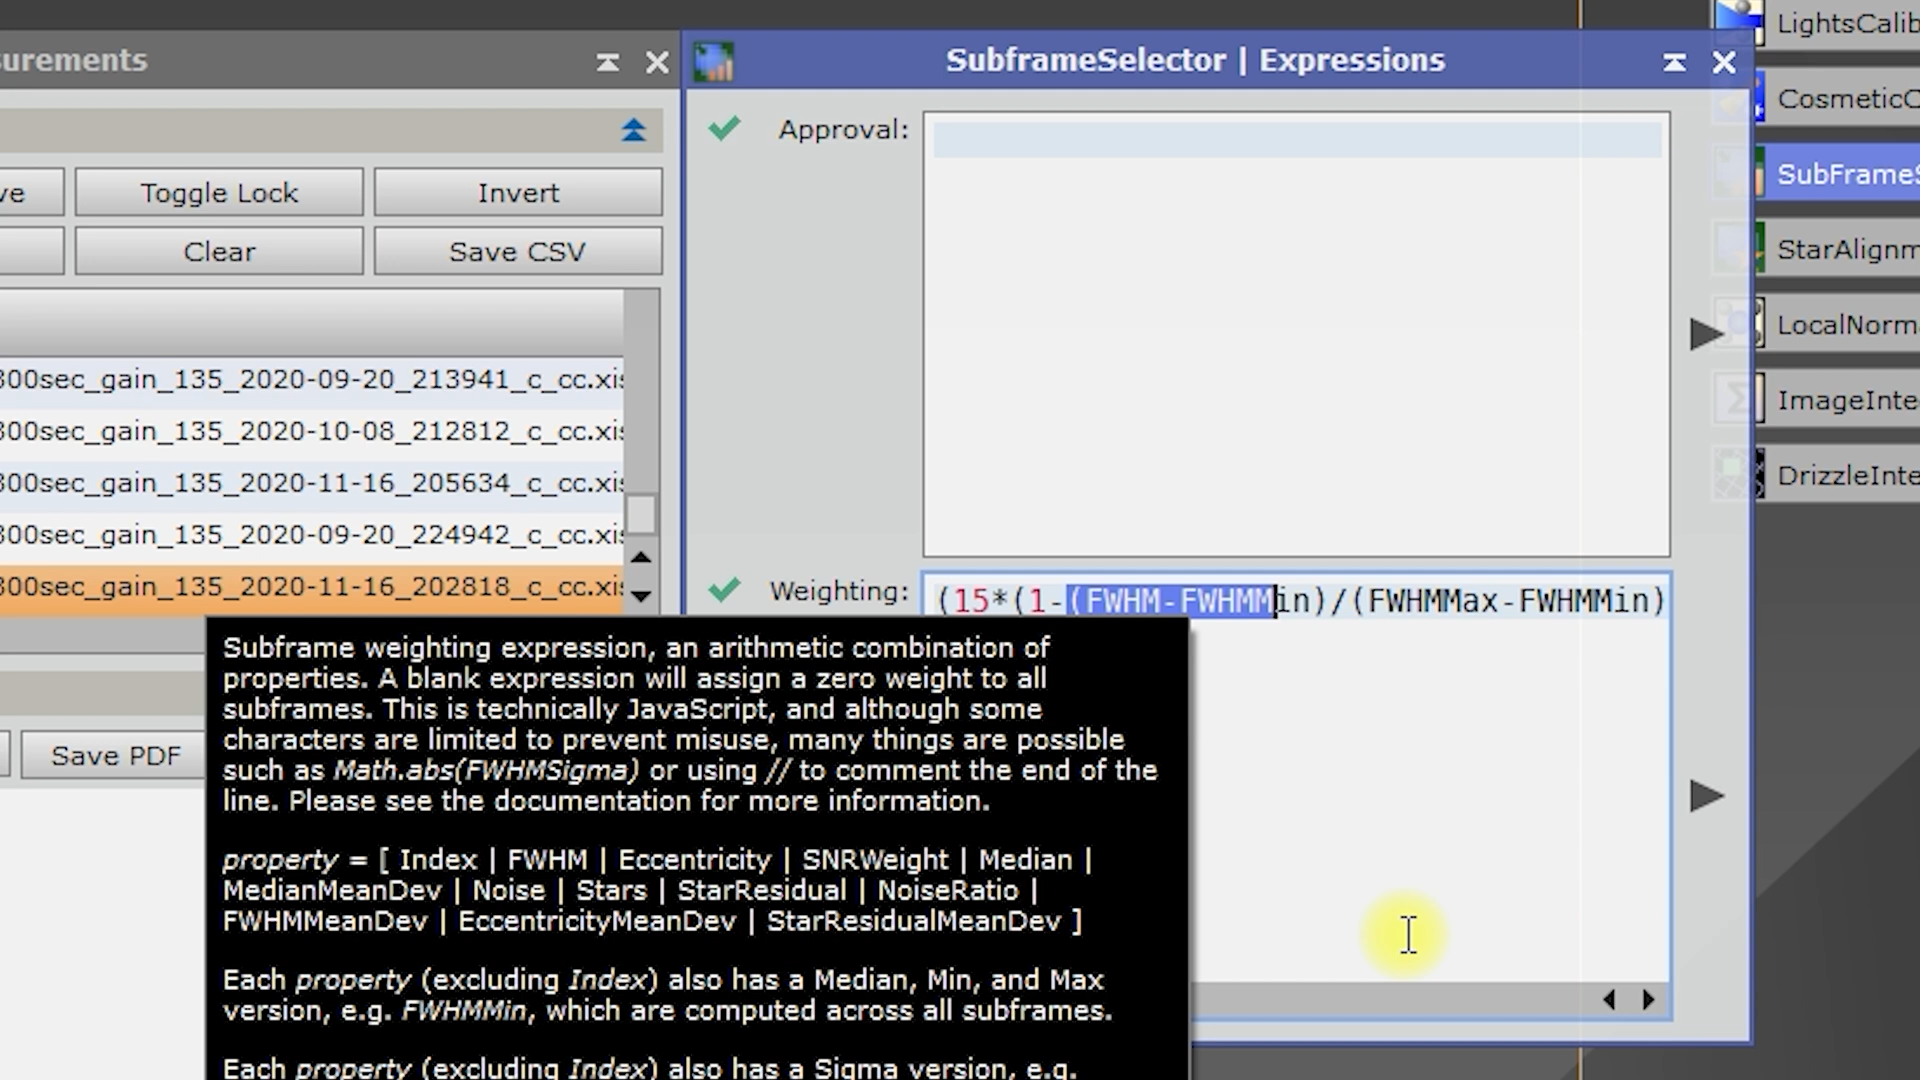 LightsCalib
urements
SubframeSelector | Expressions
CosmeticC
Approval:
SubFrameS
ve
Toggle Lock
Invert
Clear
Save CSV
StarAlignm
LocalNorma
300sec_gain_135_2020-09-20_213941_c_cc.xis
ImageInte
300sec_gain_135_2020-10-08_212812_c_cc.xis
DrizzleInte
300sec_gain_135_2020-11-16_205634_c_cc.xis
300sec_gain_135_2020-09-20_224942_c_cc.xis
300sec_gain_135_2020-11-16_202818_c_cc.xis
Weighting:
(15*(1-(FWHM-FWHMMin)/(FWHMMax-FWHMMin)
Save PDF
Subframe weighting expression, an arithmetic combination of
properties. A blank expression will assign a zero weight to all
subframes. This is technically JavaScript, and although some
characters are limited to prevent misuse, many things are possible
such as Math.abs(FWHMSigma) or using // to comment the end of the
line. Please see the documentation for more information.
property = [ Index | FWHM | Eccentricity | SNRWeight | Median |
MedianMeanDev | Noise | Stars | StarResidual | NoiseRatio |
FWHMMeanDev | EccentricityMeanDev | StarResidualMeanDev ]
Each property (excluding Index) also has a Median, Min, and Max
version, e.g. FWHMMin, which are computed across all subframes.
Each property (excluding Index) also has a Sigma version, e.g.